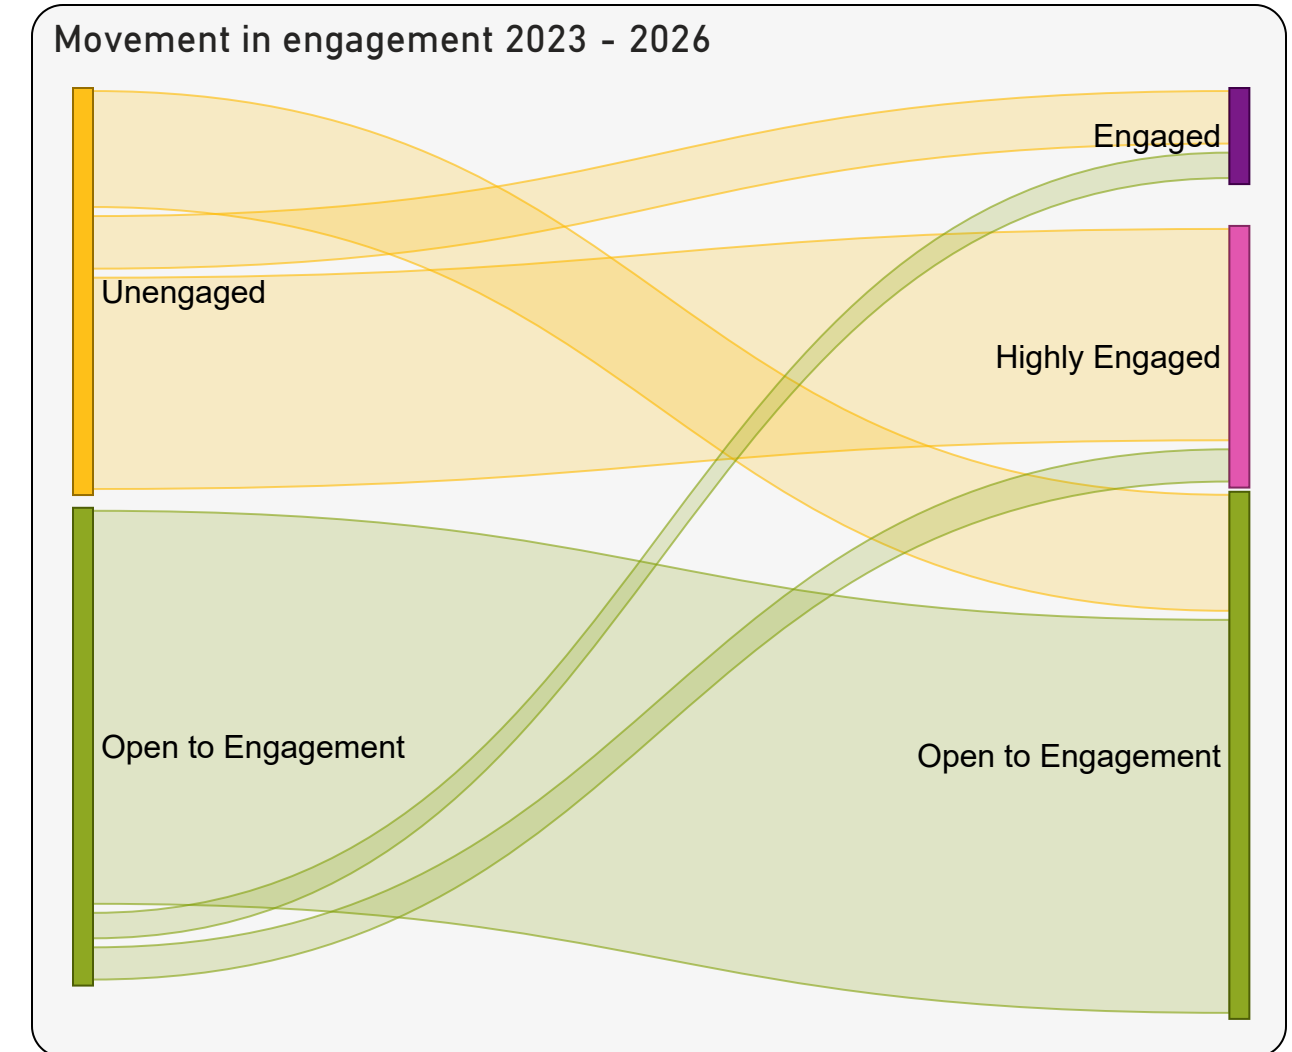 Movement in engagement 2023 - 2026
Engaged
Unengaged
Highly Engaged
Open to Engagement
Open to Engagement